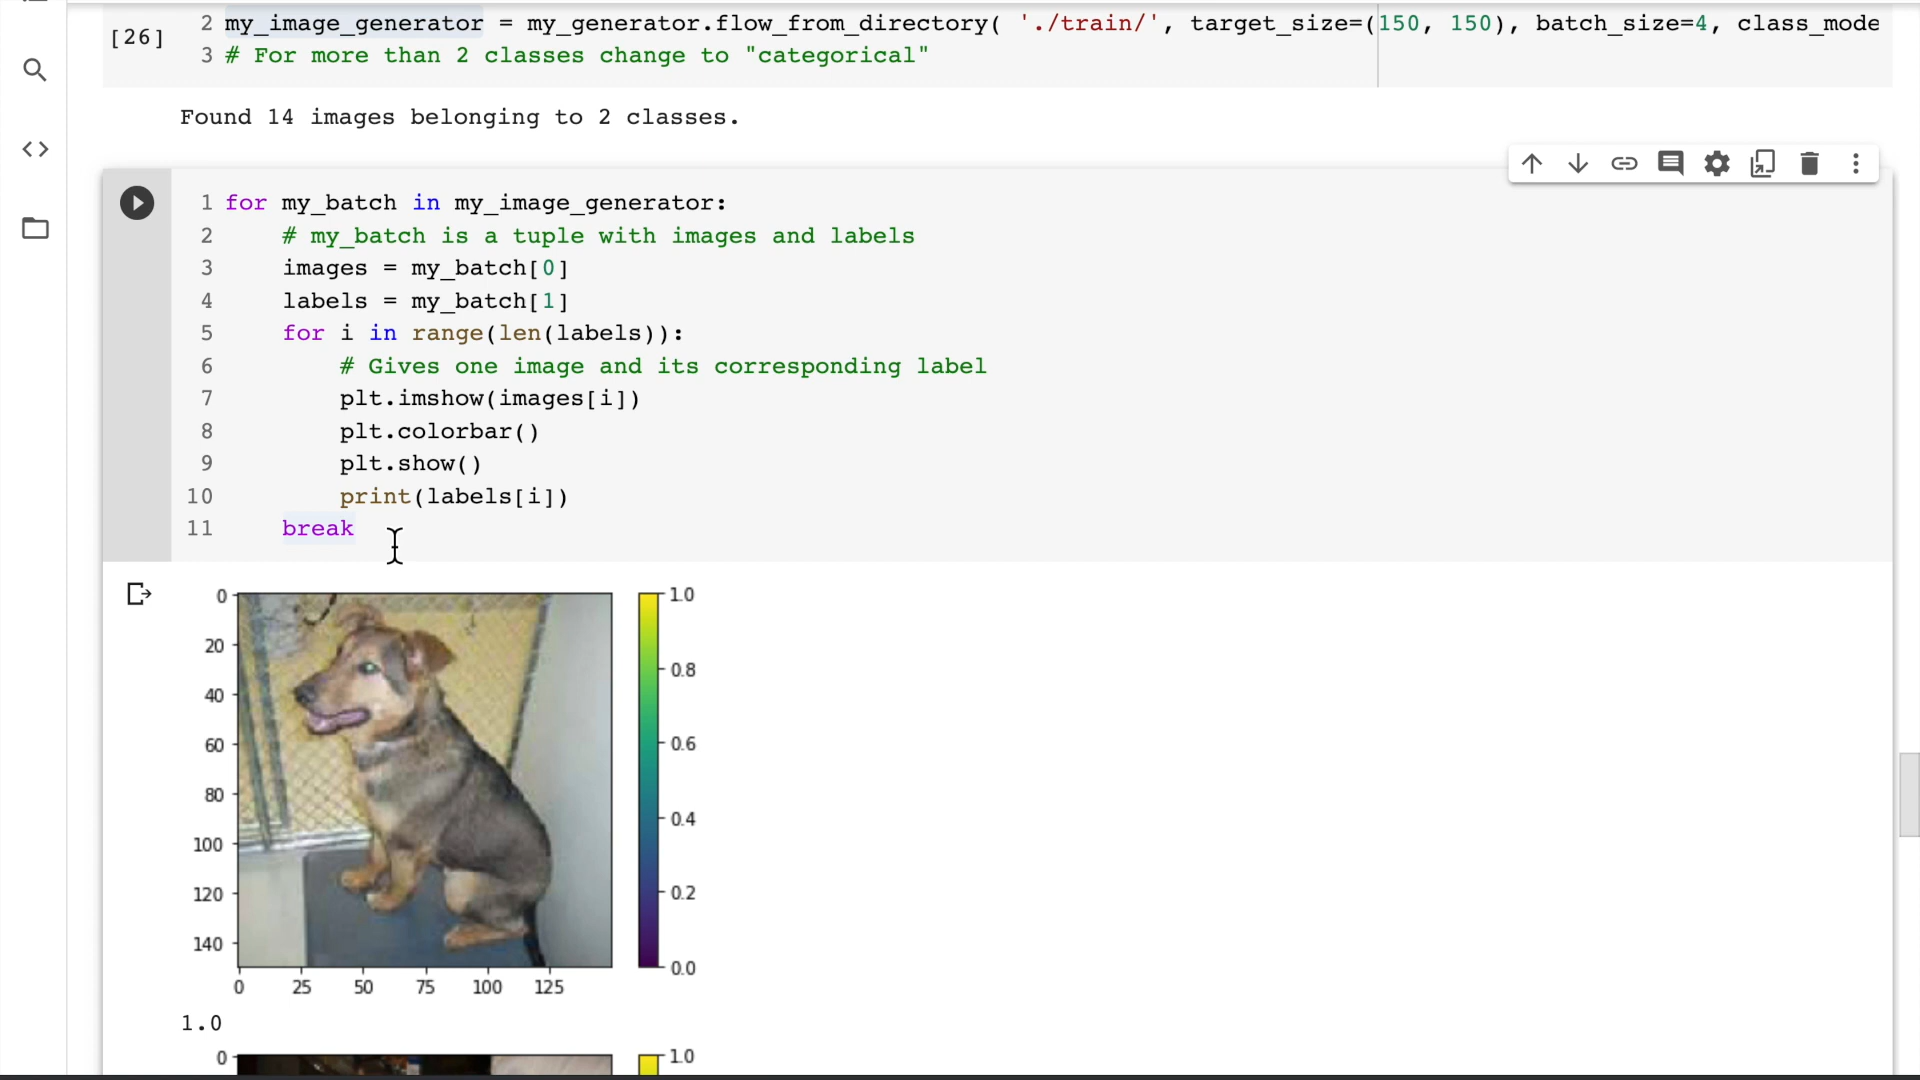 2 my_image_generator = my_generator.flow_from_directory( './train/', target_size=(150, 150), batch_size=4, class_mode
[26]
3 # For more than 2 classes change to "categorical"
Found 14 images belonging to 2 classes.
1 for my_batch in my_image_generator:
2 # my_batch is a tuple with images and labels
3 images = my_batch[0]
4 labels = my_batch[1]
5 for i in range(len(labels)):
6 # Gives one image and its corresponding label
7 plt.imshow(images[i])
8 plt.colorbar()
9 plt.show()
10 print(labels[i])
11 break
0 1.0
20
0.8
40
60 0.6
80
0.4
100
120 0.2
140
0.0
0 25 50 75 100 125
1.0
0 1.0